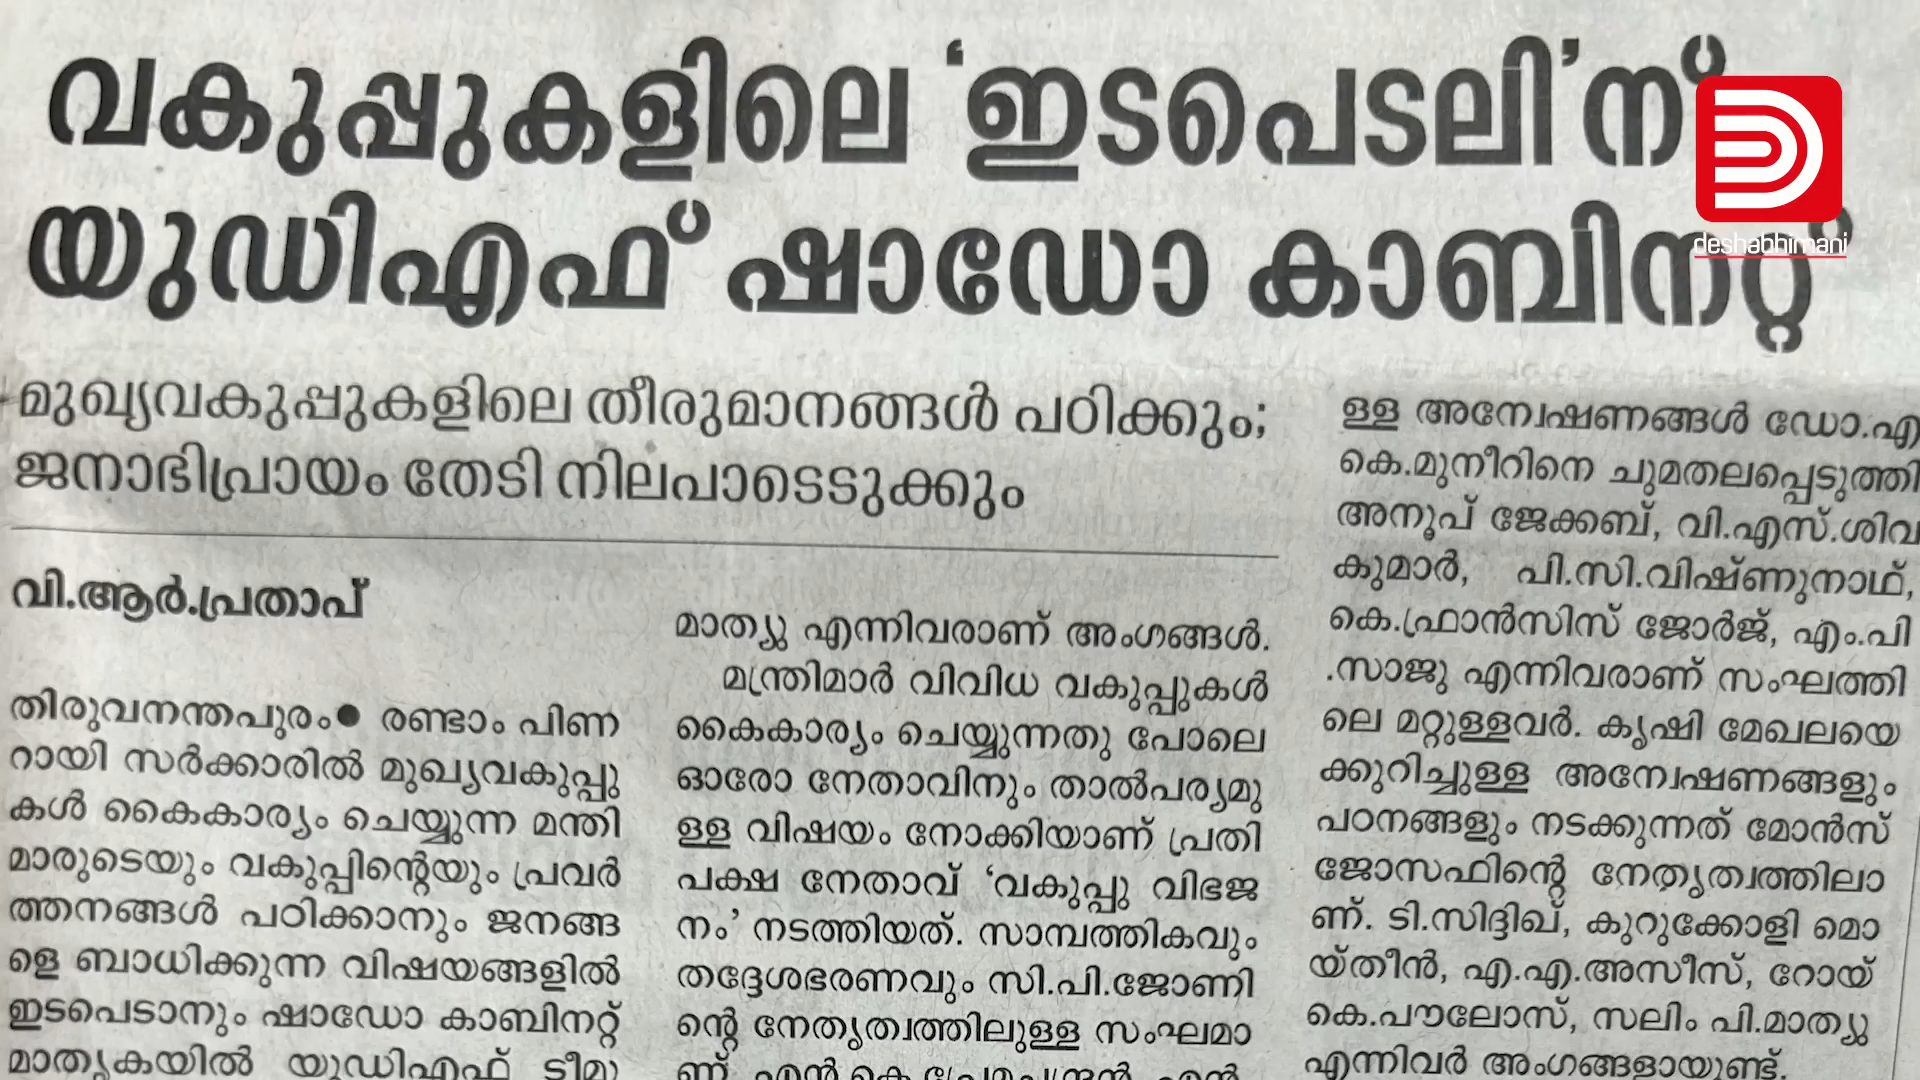 വകുപ്പുകളിലെ ‘ഇടപെടലി’ന്
യുഡിഎഫ് ഷാഡോ കാബിനറ്റ്
deshabhimani
മുഖ്യവകുപ്പുകളിലെ തീരുമാനങ്ങൾ പഠിക്കും;
ജനാഭിപ്രായം തേടി നിലപാടെടുക്കും
വി.ആർ.പ്രതാപ്
തിരുവനന്തപുരം● രണ്ടാം പിണ
റായി സർക്കാരിൽ മുഖ്യവകുപ്പു
കൾ കൈകാര്യം ചെയ്യുന്ന മന്തി
മാരുടെയും വകുപ്പിന്റെയും പ്രവർ
ത്തനങ്ങൾ പഠിക്കാനും ജനങ്ങ
ളെ ബാധിക്കുന്ന വിഷയങ്ങളിൽ
ഇടപെടാനും ഷാഡോ കാബിനറ്റ്
മാതൃകയിൽ യുഡിഎഫ് ടീമു
മാത്യു എന്നിവരാണ് അംഗങ്ങൾ.
മന്ത്രിമാർ വിവിധ വകുപ്പുകൾ
കൈകാര്യം ചെയ്യുന്നതു പോലെ
ഓരോ നേതാവിനും താൽപര്യമു
ള്ള വിഷയം നോക്കിയാണ് പ്രതി
പക്ഷ നേതാവ് ‘വകുപ്പു വിഭജ
നം’ നടത്തിയത്. സാമ്പത്തികവും
തദ്ദേശഭരണവും സി.പി.ജോണി
ന്റെ നേതൃത്വത്തിലുള്ള സംഘമാ
ണ്. എൻ.കെ.പ്രേമചന്ദ്രൻ, എൻ.
ള്ള അന്വേഷണങ്ങൾ ഡോ.എ
കെ.മുനീറിനെ ചുമതലപ്പെടുത്തി
അനൂപ് ജേക്കബ്, വി.എസ്.ശിവ
കുമാർ, പി.സി.വിഷ്ണുനാഥ്,
കെ.ഫ്രാൻസിസ് ജോർജ്, എം.പി
.സാജു എന്നിവരാണ് സംഘത്തി
ലെ മറ്റുള്ളവർ. കൃഷി മേഖലയെ
ക്കുറിച്ചുള്ള അന്വേഷണങ്ങളും
പഠനങ്ങളും നടക്കുന്നത് മോൻസ്
ജോസഫിന്റെ നേതൃത്വത്തിലാ
ണ്. ടി.സിദ്ദിഖ്, കുറുക്കോളി മൊ
യ്തീൻ, എ.എ.അസീസ്, റോയ്
കെ.പൗലോസ്, സലിം പി.മാത്യു
എന്നിവർ അംഗങ്ങളായുണ്ട്.